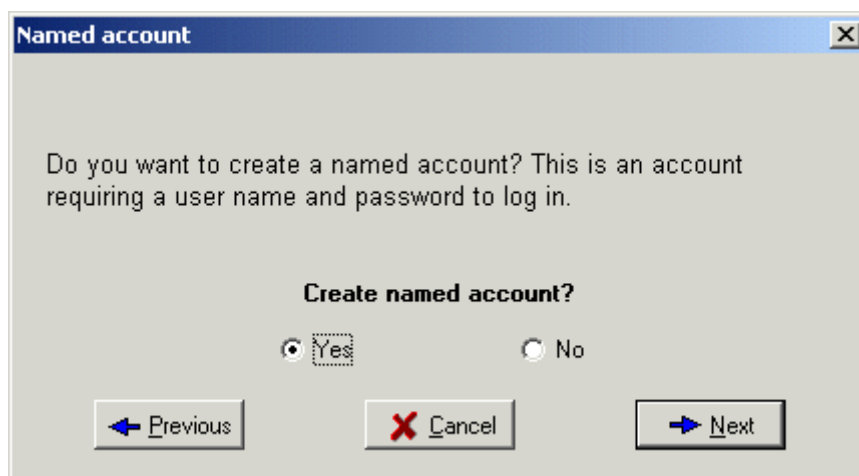 Named account
Do you want to create a named account? This is an account
requiring a user name and password to log in.
Create named account?
Yes No
Previous Cancel Next